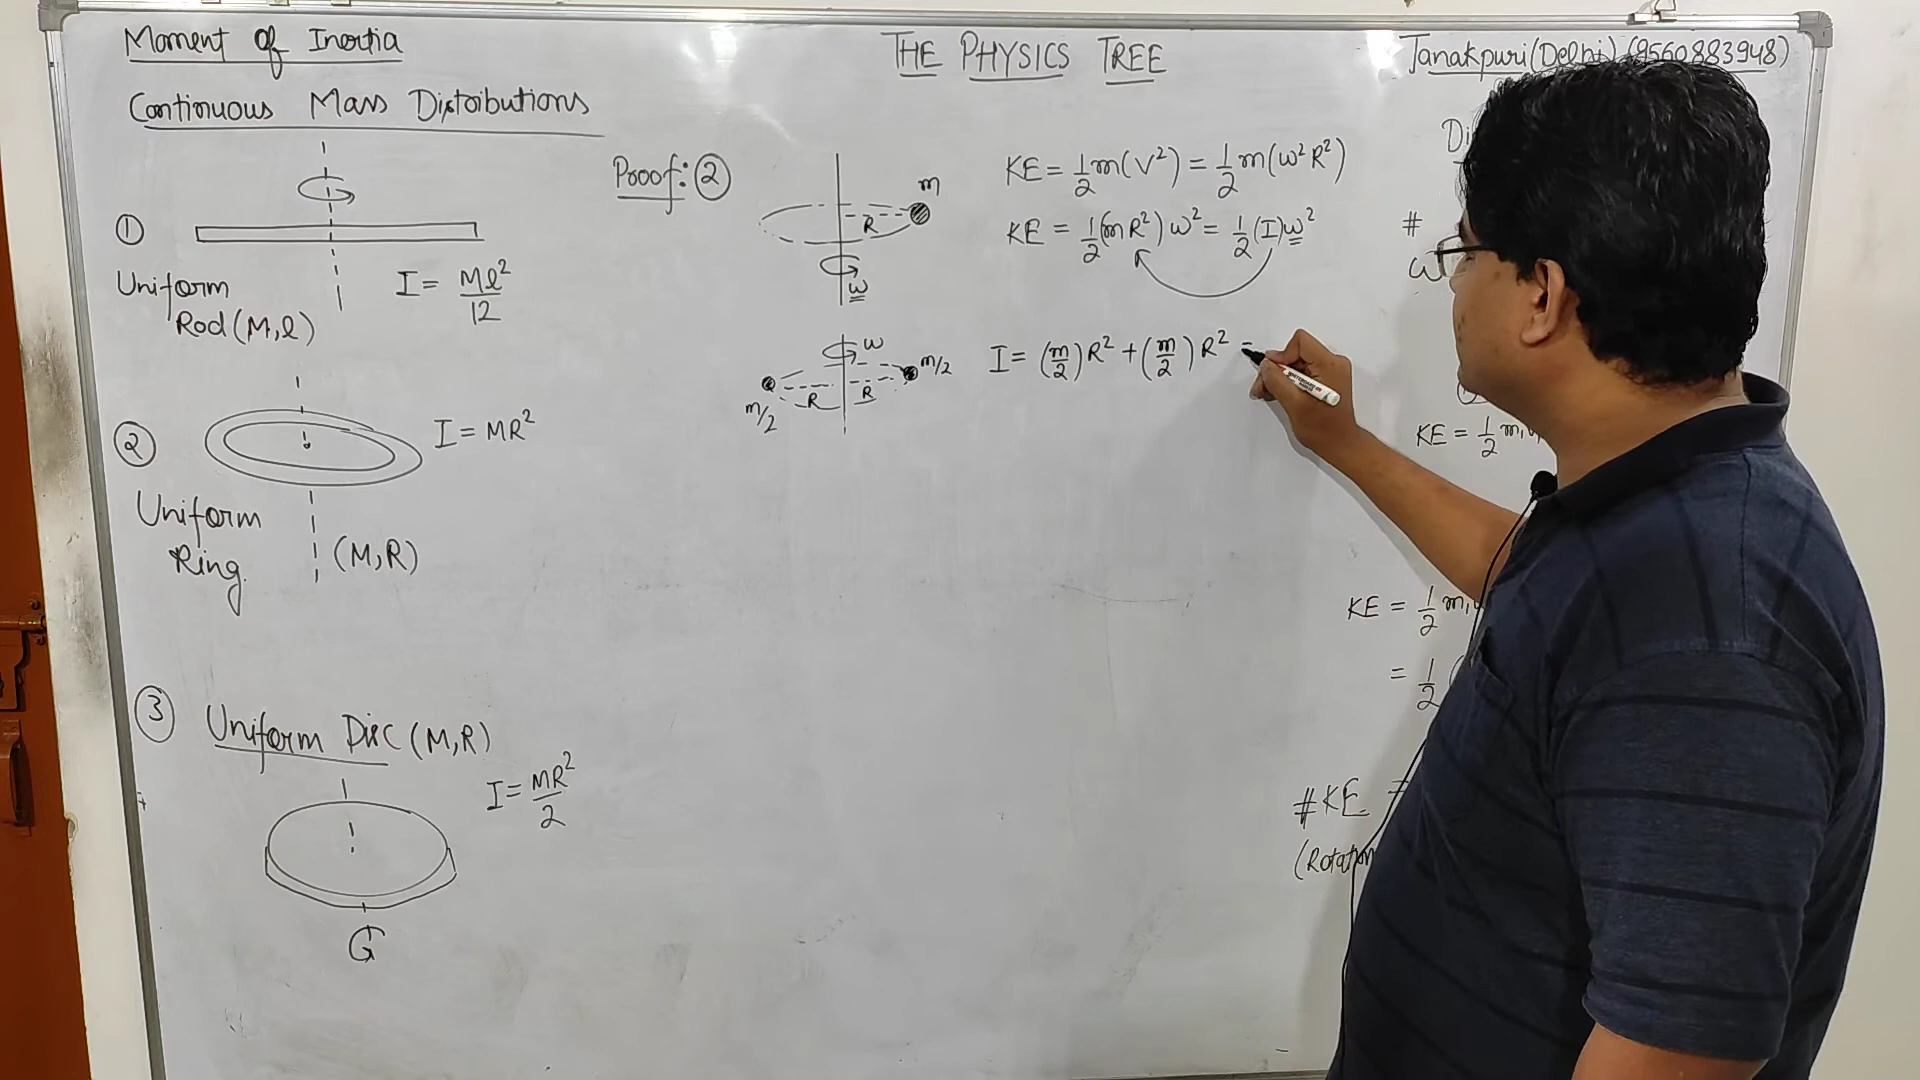 Moment of Inertia
Continuous Mass Distributions
①
Uniform
Rod (M,l)
I = Ml²/12
②
I = MR²
Uniform
Ring
(M,R)
③
Uniform Disc (M,R)
I = MR²/2
THE PHYSICS TREE
Proof: ②
m
R
ω
KE = 1/2 m(V²) = 1/2 m(ω²R²)
KE = 1/2 (mR²) ω² = 1/2 (I) ω²
ω
m/2
m/2
R
R
I = (m/2)R² + (m/2)R² =
Janakpuri (Delhi) (9560883948)
#
ω
KE = 1/2 m₁
KE = 1/2 m₁
= 1/2 (
#KE =